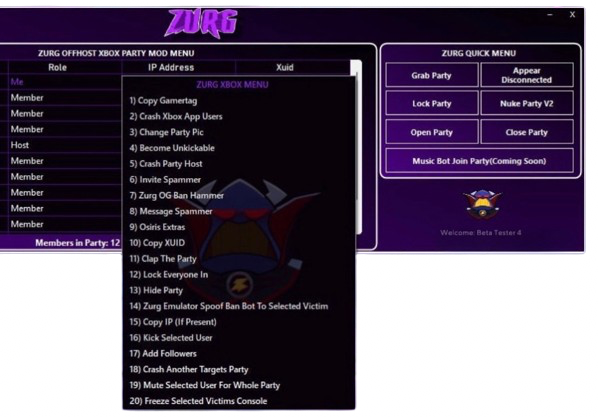 ZURG
– X
ZURG OFFHOST XBOX PARTY MOD MENU
Role IP Address Xuid
Me
Member
Member
Member
Host
Member
Member
Member
Member
Member
Members in Party: 12
ZURG XBOX MENU
1) Copy Gamertag
2) Crash Xbox App Users
3) Change Party Pic
4) Become Unkickable
5) Crash Party Host
6) Invite Spammer
7) Zurg OG Ban Hammer
8) Message Spammer
9) Osiris Extras
10) Copy XUID
11) Clap The Party
12) Lock Everyone In
13) Hide Party
14) Zurg Emulator Spoof Ban Bot To Selected Victim
15) Copy IP (If Present)
16) Kick Selected User
17) Add Followers
18) Crash Another Targets Party
19) Mute Selected User For Whole Party
20) Freeze Selected Victims Console
ZURG QUICK MENU
Grab Party
Appear
Disconnected
Lock Party
Nuke Party V2
Open Party
Close Party
Music Bot Join Party(Coming Soon)
Welcome: Beta Tester 4